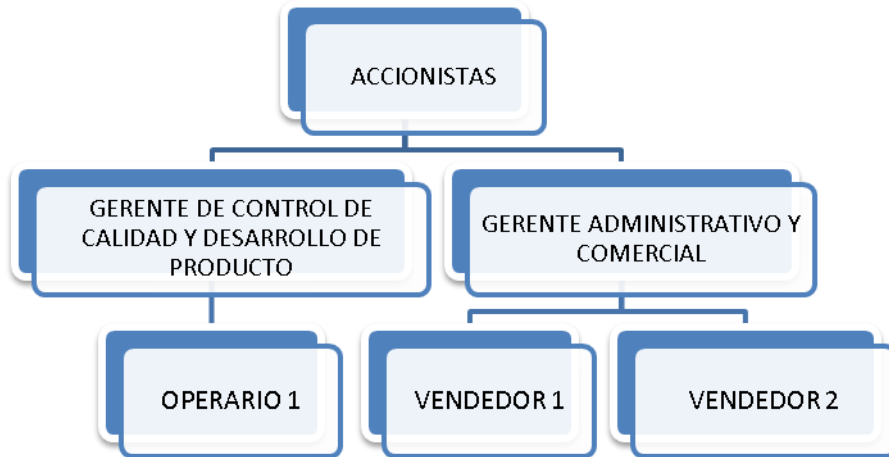 ACCIONISTAS
GERENTE DE CONTROL DE
CALIDAD Y DESARROLLO DE
PRODUCTO
GERENTE ADMINISTRATIVO Y
COMERCIAL
OPERARIO 1
VENDEDOR 1
VENDEDOR 2